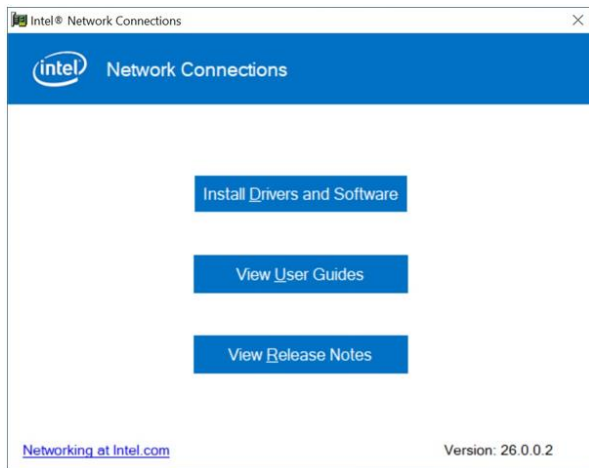 Intel® Network Connections
intel
Network Connections
Install Drivers and Software
View User Guides
View Release Notes
Networking at Intel.com
Version: 26.0.0.2